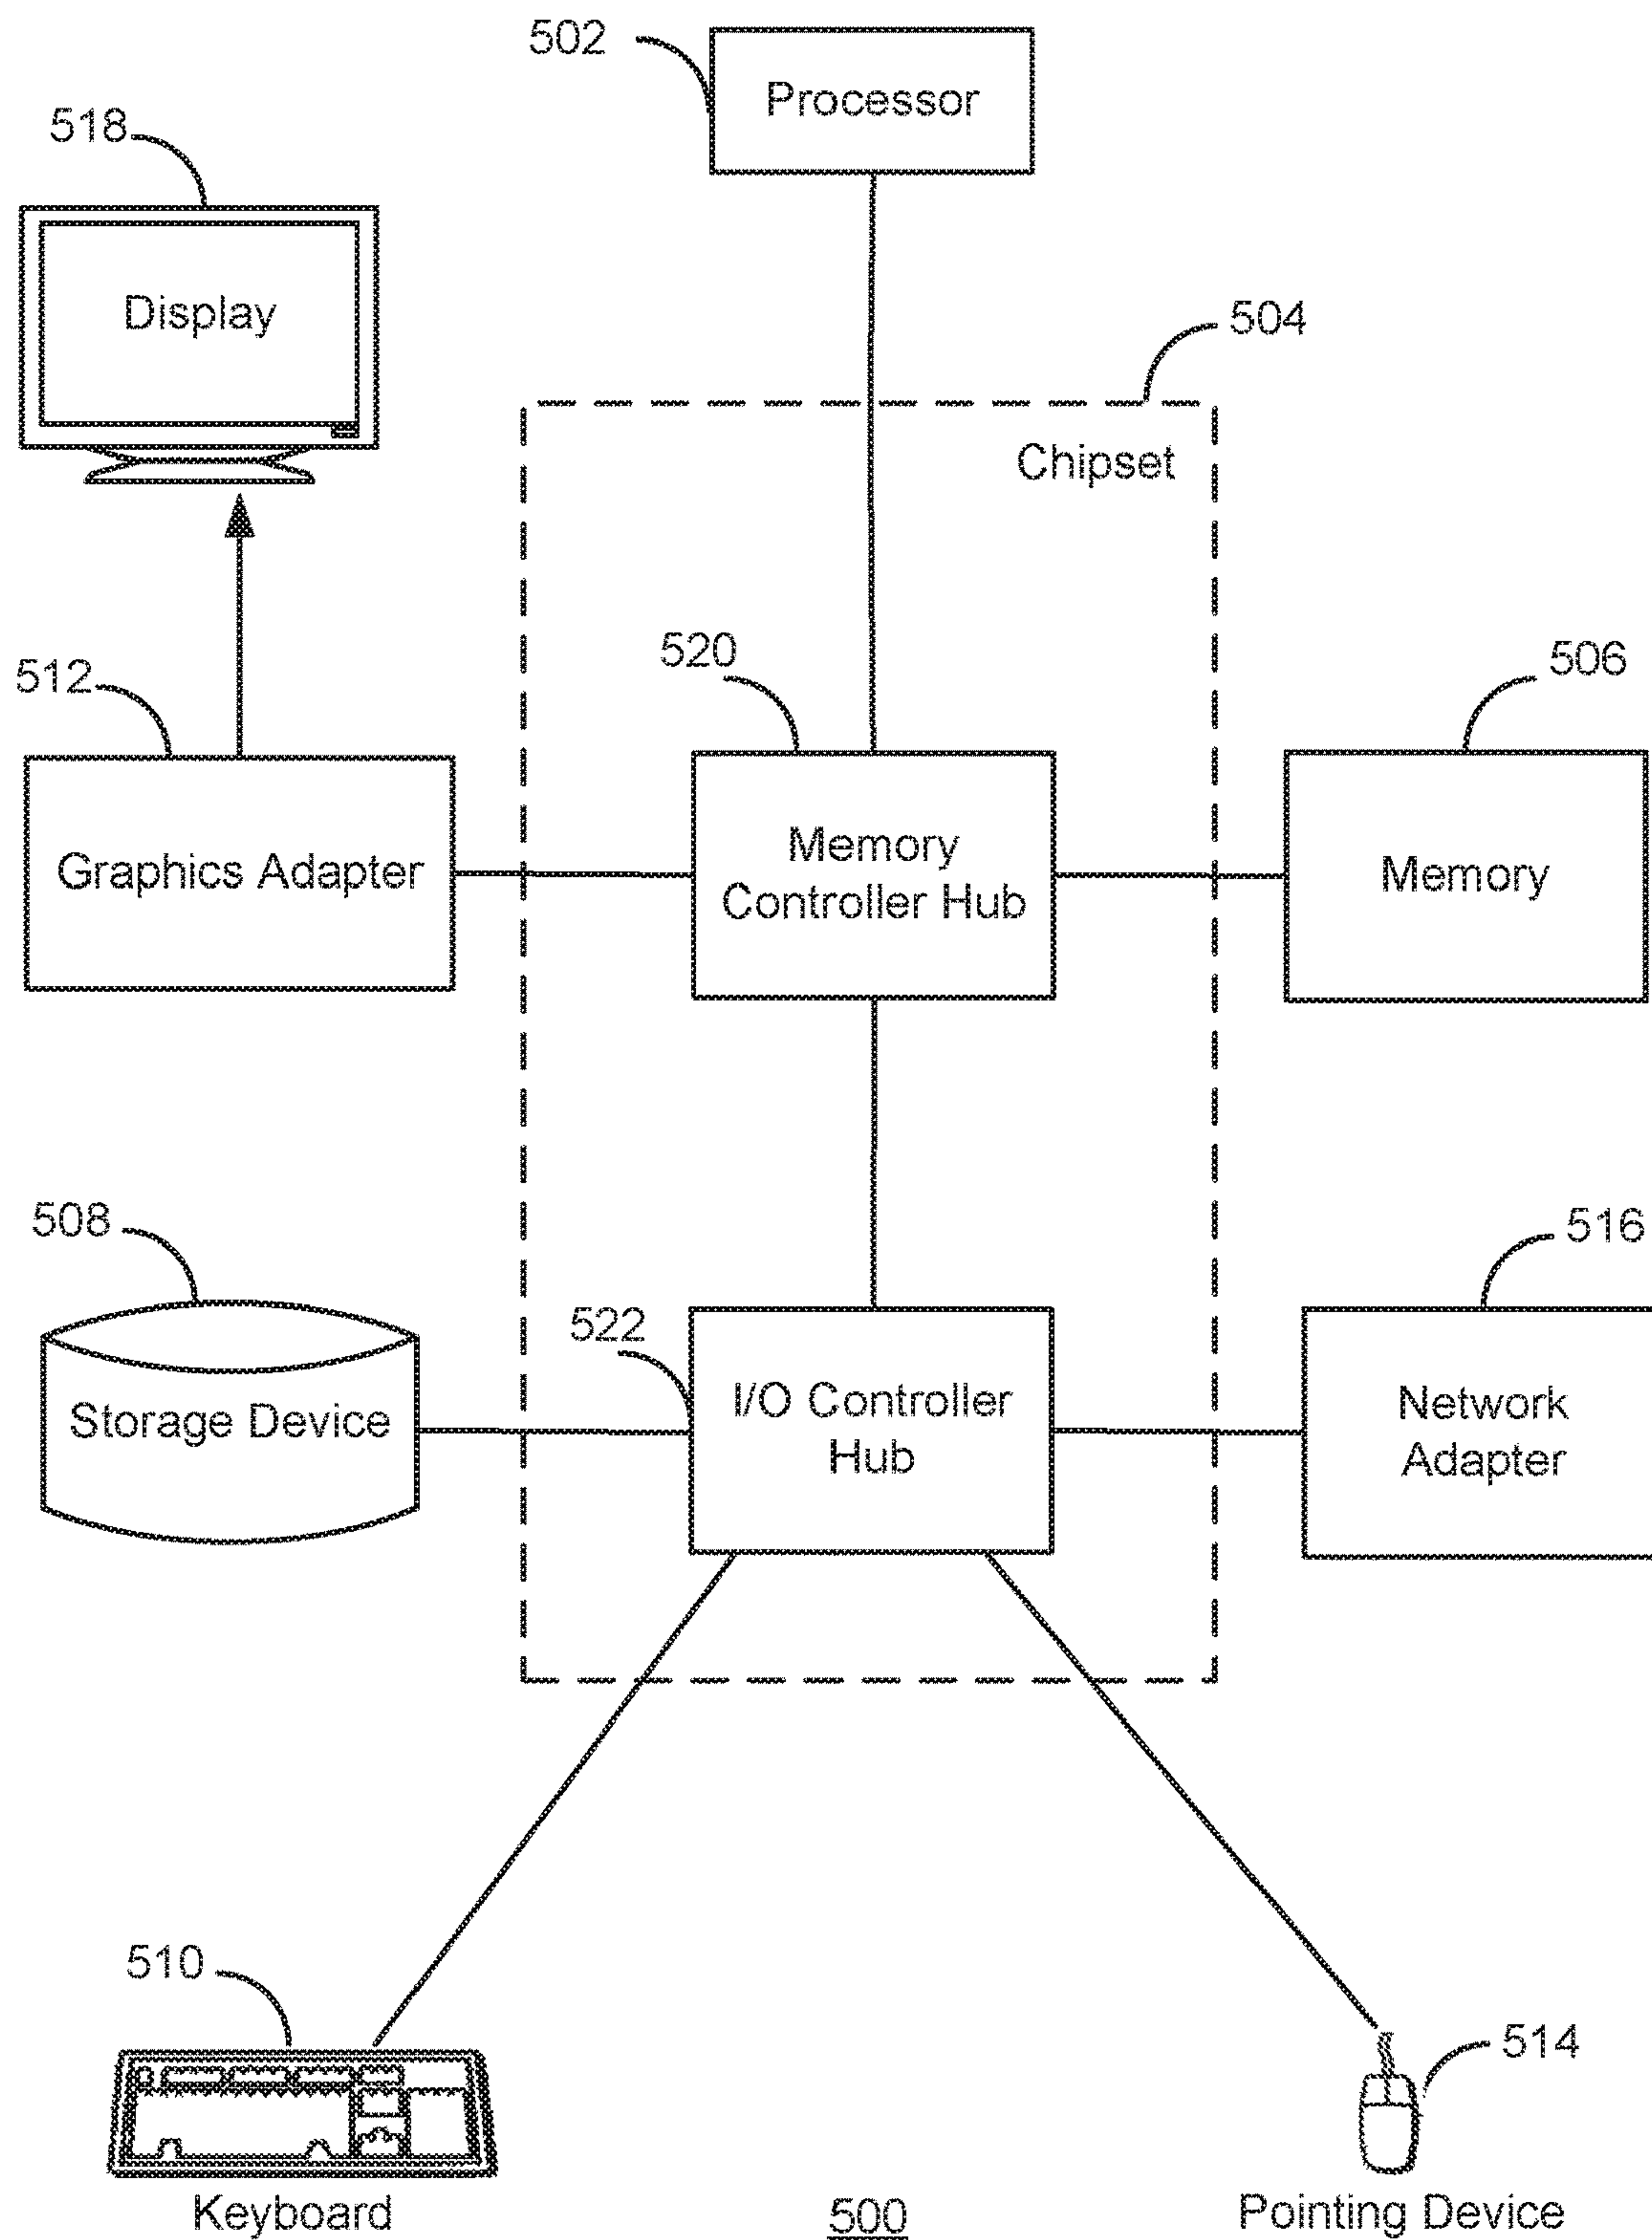 502
Processor
518
Display
504
Chipset
520
506
512
Graphics Adapter
Memory
Controller Hub
Memory
508
516
522
Storage Device
I/O Controller
Hub
Network
Adapter
510
514
Keyboard
500
Pointing Device